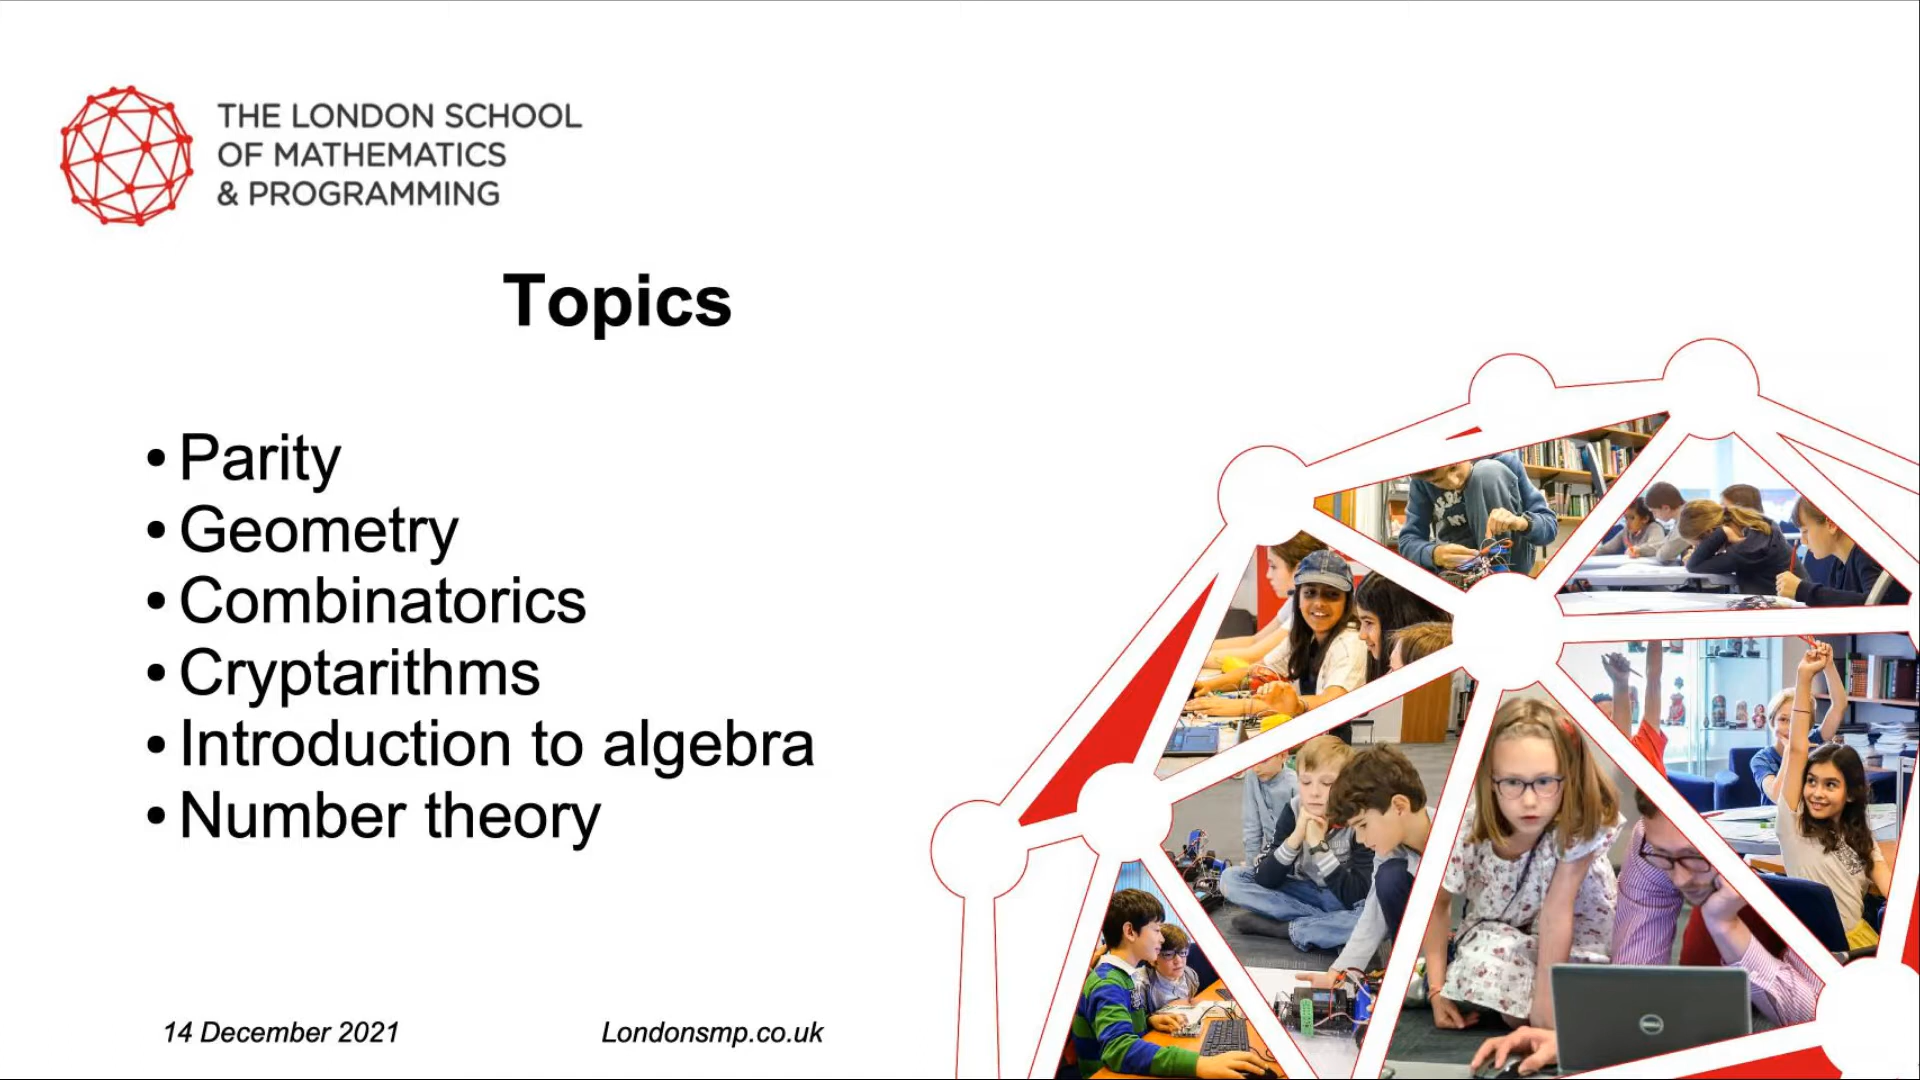 THE LONDON SCHOOL
OF MATHEMATICS
& PROGRAMMING
Topics
• Parity
• Geometry
• Combinatorics
• Cryptarithms
• Introduction to algebra
• Number theory
14 December 2021
Londonsmp.co.uk